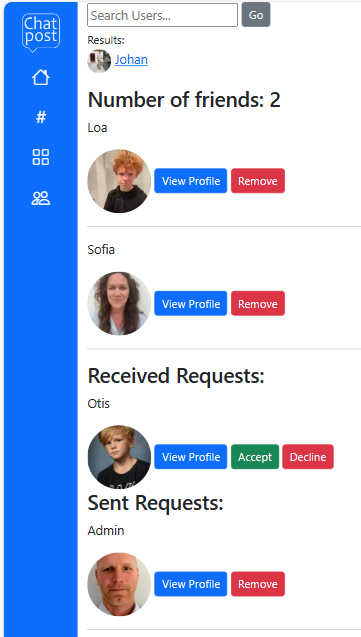 Chat
post
#
Search Users... Go
Results:
Johan
Number of friends: 2
Loa
View Profile Remove
Sofia
View Profile Remove
Received Requests:
Otis
View Profile Accept Decline
Sent Requests:
Admin
View Profile Remove